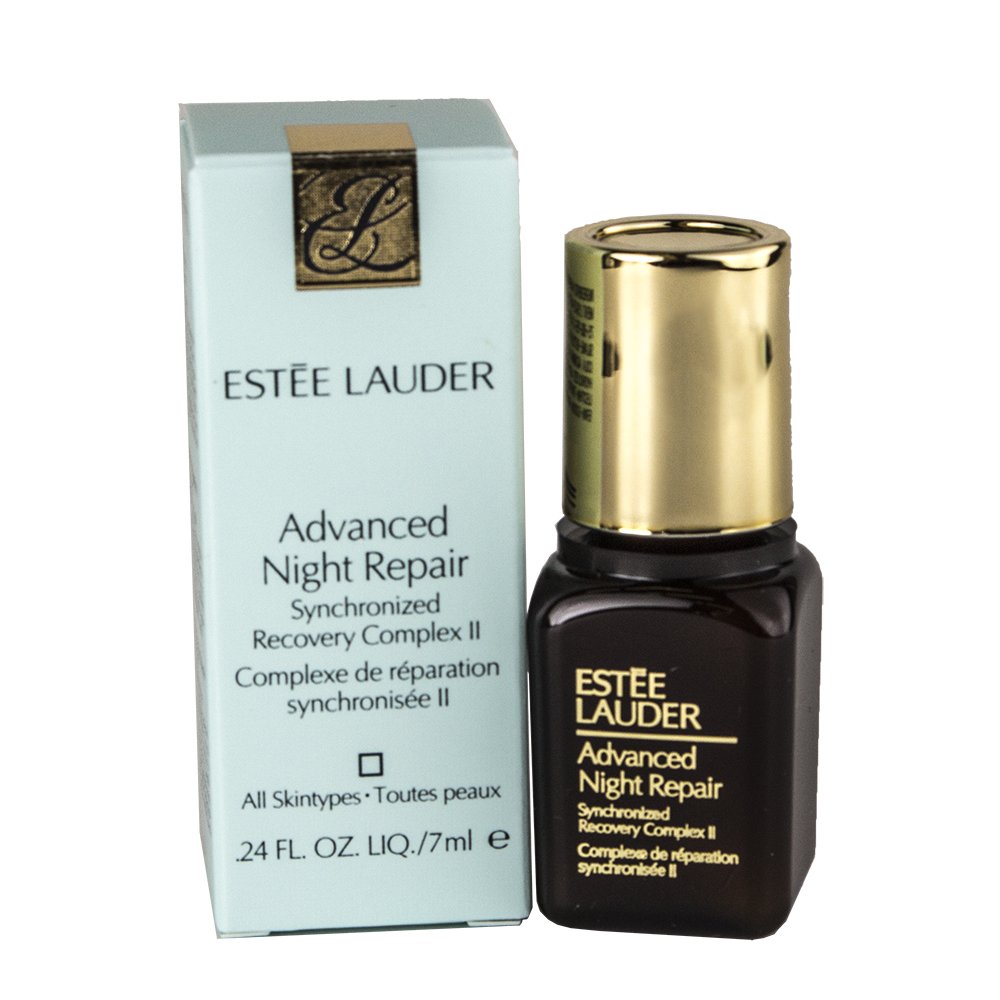 EL
ESTĒE LAUDER
Advanced
Night Repair
Synchronized
Recovery Complex II
Complexe de réparation
synchronisée II
All Skintypes • Toutes peaux
.24 FL. OZ. LIQ./7ml ℮
ESTĒE
LAUDER
Advanced
Night Repair
Synchronized
Recovery Complex II
Complexe de réparation
synchronisée II